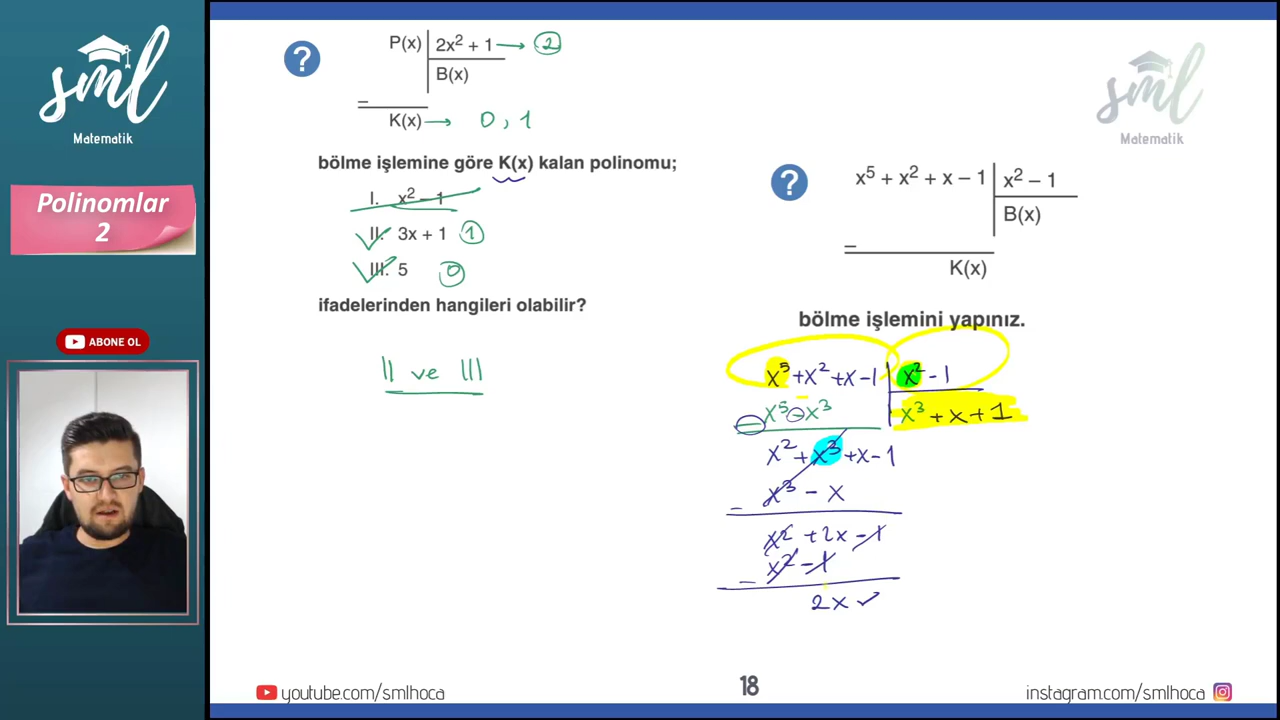 sml
Matematik
Polinomlar
2
ABONE OL
?
P(x) 2x² + 1 → 2
B(x)
−
K(x) → 0, 1
bölme işlemine göre K(x) kalan polinomu;
I. x² − 1
II. 3x + 1 1
III. 5 0
ifadelerinden hangileri olabilir?
II ve III
sml
Matematik
?
x⁵ + x² + x − 1 x² − 1
B(x)
−
K(x)
bölme işlemini yapınız.
x⁵ + x² + x − 1 x² − 1
− x⁵ − x³ x³ + x + 1
x² + x³ + x − 1
− x³ − x
x² + 2x − 1
− x² − 1
2x ✓
youtube.com/smlhoca
18
instagram.com/smlhoca